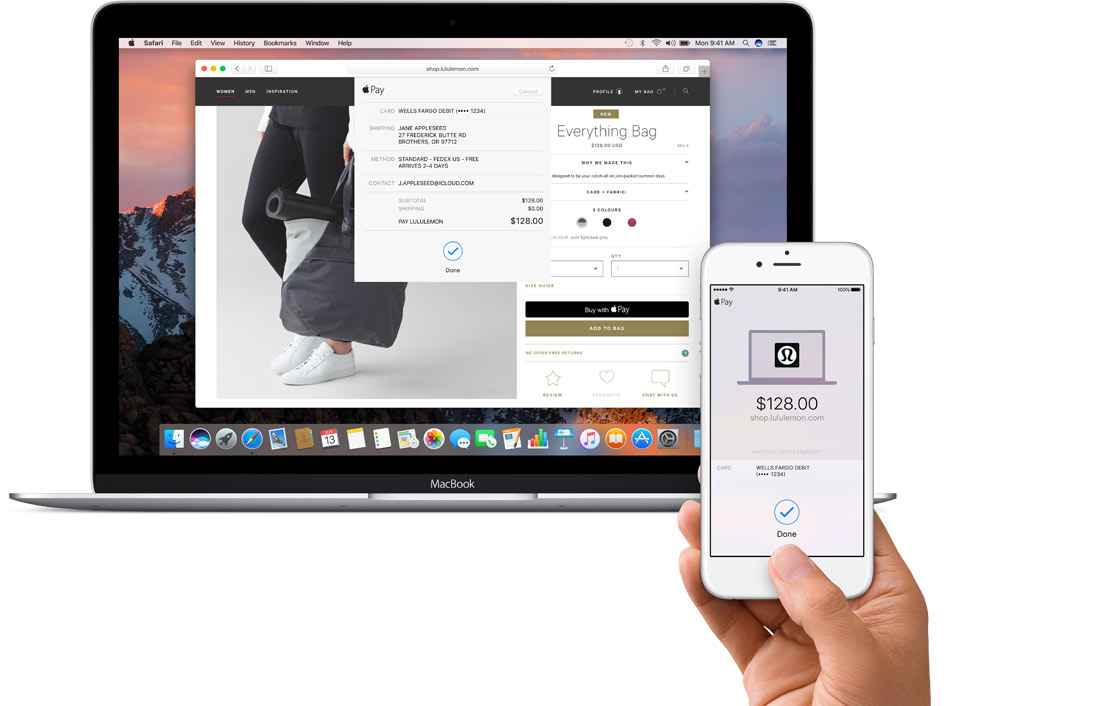 Safari File Edit View History Bookmarks Window Help
Mon 9:41 AM
shop.lululemon.com
WOMEN MEN INSPIRATION
PROFILE
MY BAG
Pay
Cancel
CARD WELLS FARGO DEBIT (•••• 1234)
SHIPPING JANE APPLESEED
27 FREDERICK BUTTE RD
BROTHERS, OR 97712
METHOD STANDARD - FEDEX US - FREE
ARRIVES 2-4 DAYS
CONTACT J.APPLESEED@ICLOUD.COM
SUBTOTAL $128.00
SHIPPING $0.00
PAY LULULEMON $128.00
Done
NEW
Everything Bag
$128.00 USD
WHY WE MADE THIS
designed to be your catch-all on jam-packed summer days.
CARE + FABRIC:
3 COLOURS
QTY
1
SIZE GUIDE
Buy with Pay
ADD TO BAG
WE OFFER FREE RETURNS
REVIEW
FAVOURITE
CHAT WITH US
13
MacBook
9:41 AM
100%
Pay
$128.00
shop.lululemon.com
sent from "John's MacBook"
CARD WELLS FARGO DEBIT
(•••• 1234)
Done